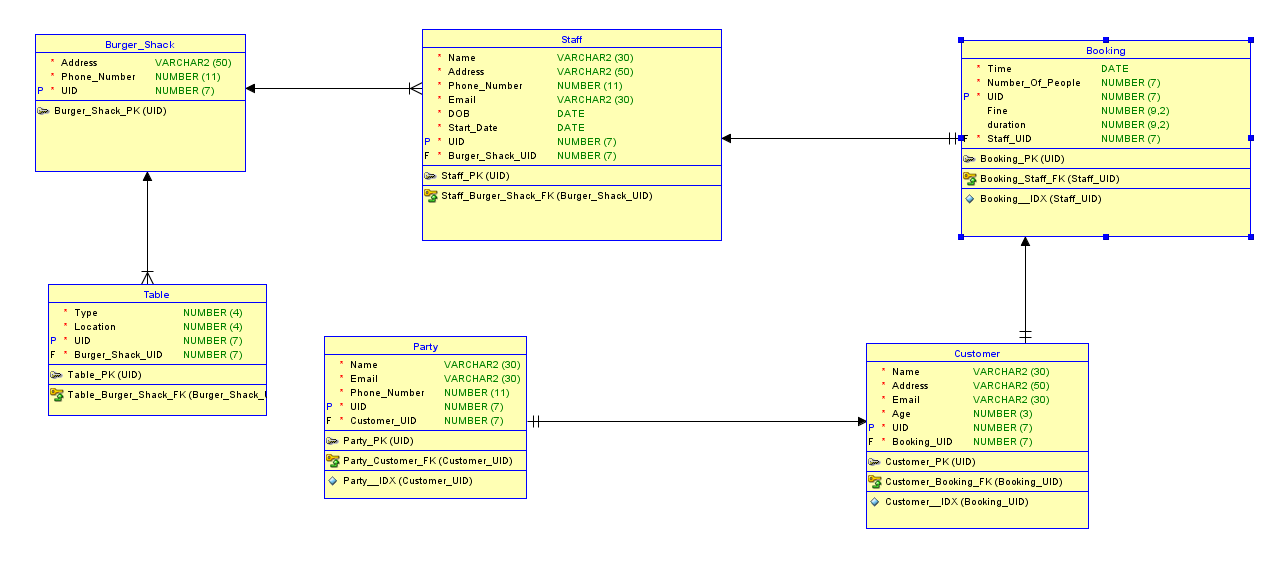 Burger_Shack
* Address VARCHAR2 (50)
* Phone_Number NUMBER (11)
P * UID NUMBER (7)
Burger_Shack_PK (UID)
Staff
* Name VARCHAR2 (30)
* Address VARCHAR2 (50)
* Phone_Number NUMBER (11)
* Email VARCHAR2 (30)
* DOB DATE
* Start_Date DATE
P * UID NUMBER (7)
F * Burger_Shack_UID NUMBER (7)
Staff_PK (UID)
Staff_Burger_Shack_FK (Burger_Shack_UID)
Booking
* Time DATE
* Number_Of_People NUMBER (7)
P * UID NUMBER (7)
Fine NUMBER (9,2)
duration NUMBER (9,2)
F * Staff_UID NUMBER (7)
Booking_PK (UID)
Booking_Staff_FK (Staff_UID)
Booking__IDX (Staff_UID)
Table
* Type NUMBER (4)
* Location NUMBER (4)
P * UID NUMBER (7)
F * Burger_Shack_UID NUMBER (7)
Table_PK (UID)
Table_Burger_Shack_FK (Burger_Shack_U
Party
* Name VARCHAR2 (30)
* Email VARCHAR2 (30)
* Phone_Number NUMBER (11)
P * UID NUMBER (7)
F * Customer_UID NUMBER (7)
Party_PK (UID)
Party_Customer_FK (Customer_UID)
Party__IDX (Customer_UID)
Customer
* Name VARCHAR2 (30)
* Address VARCHAR2 (50)
* Email VARCHAR2 (30)
* Age NUMBER (3)
P * UID NUMBER (7)
F * Booking_UID NUMBER (7)
Customer_PK (UID)
Customer_Booking_FK (Booking_UID)
Customer__IDX (Booking_UID)